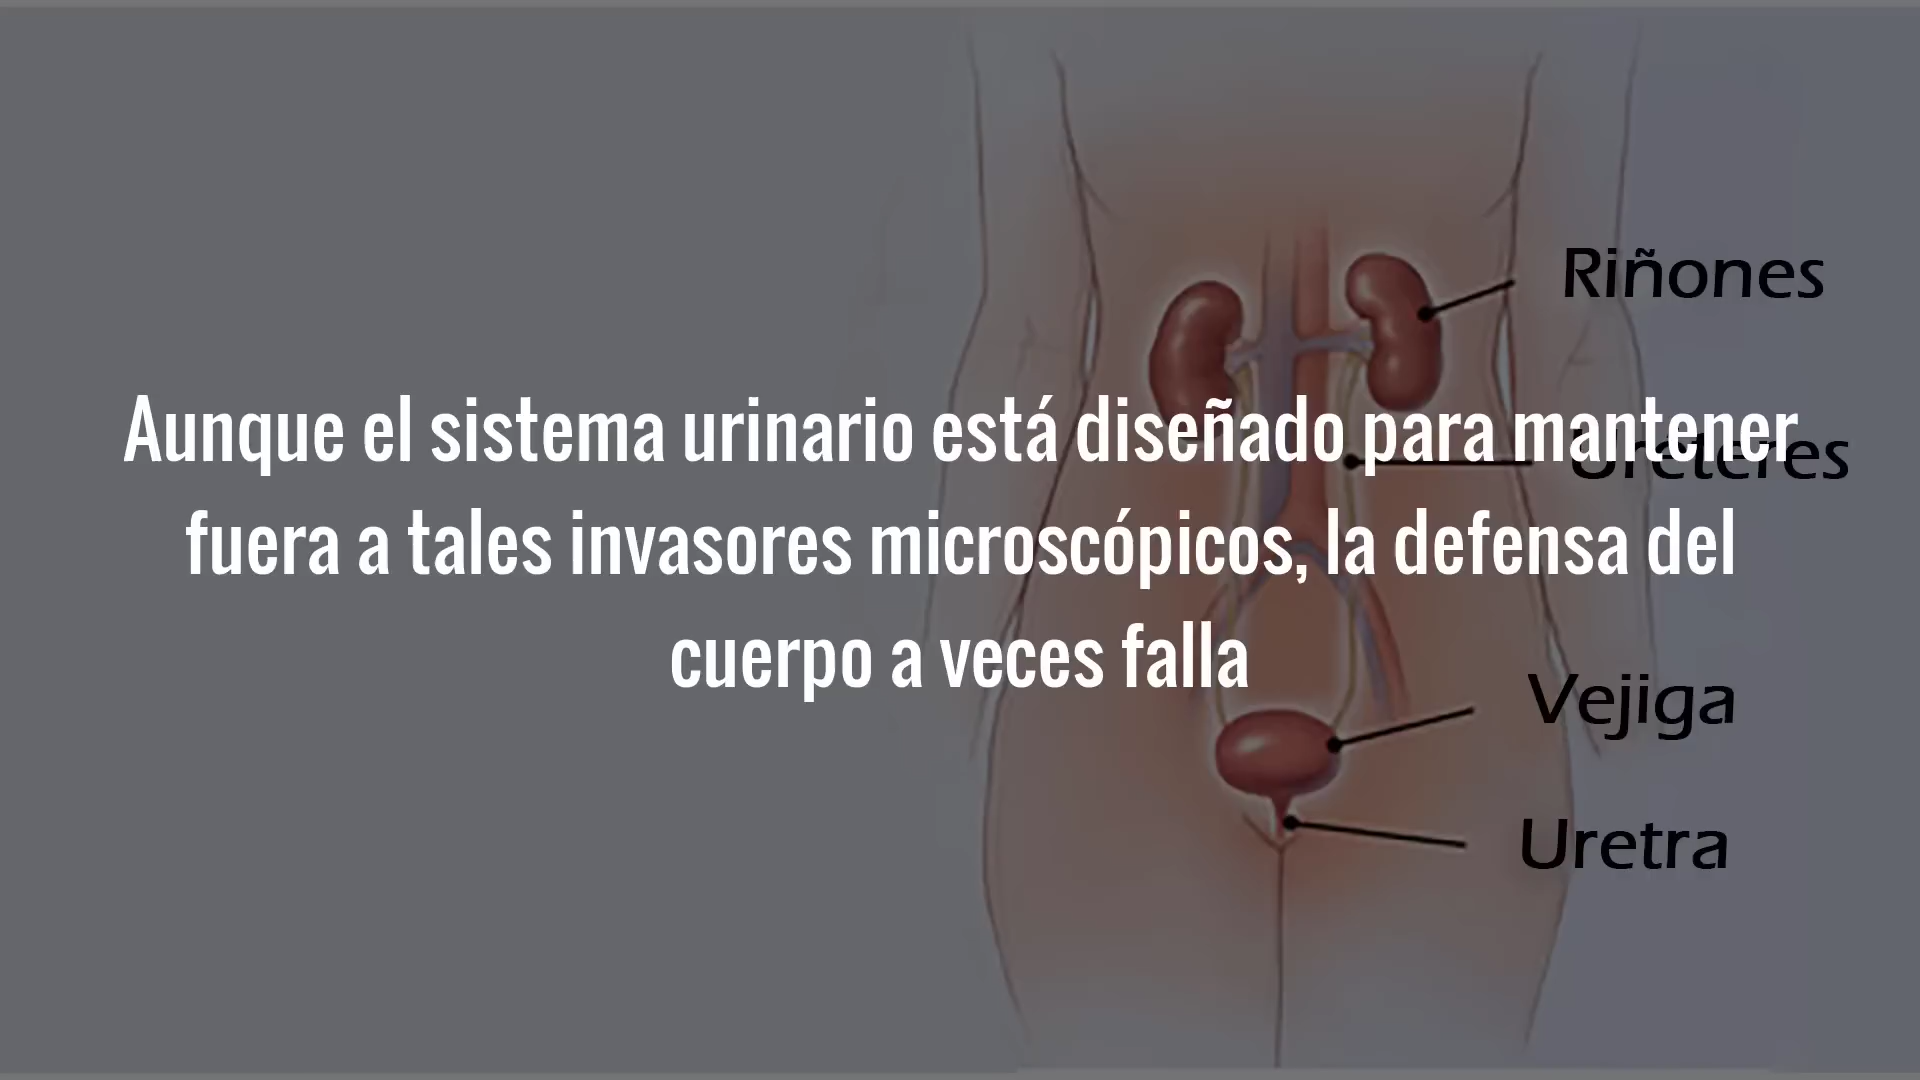 Riñones
Aunque el sistema urinario está diseñado para mantener
Ureteres
fuera a tales invasores microscópicos, la defensa del
cuerpo a veces falla
Vejiga
Uretra